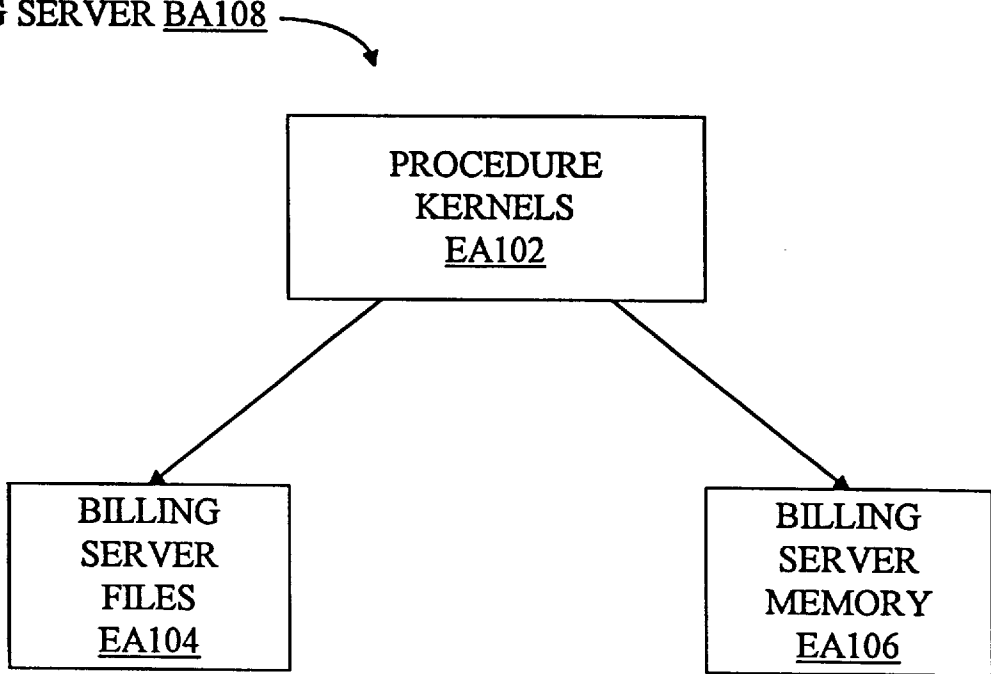 G SERVER BA108
PROCEDURE
KERNELS
EA102
BILLING
SERVER
FILES
EA104
BILLING
SERVER
MEMORY
EA106